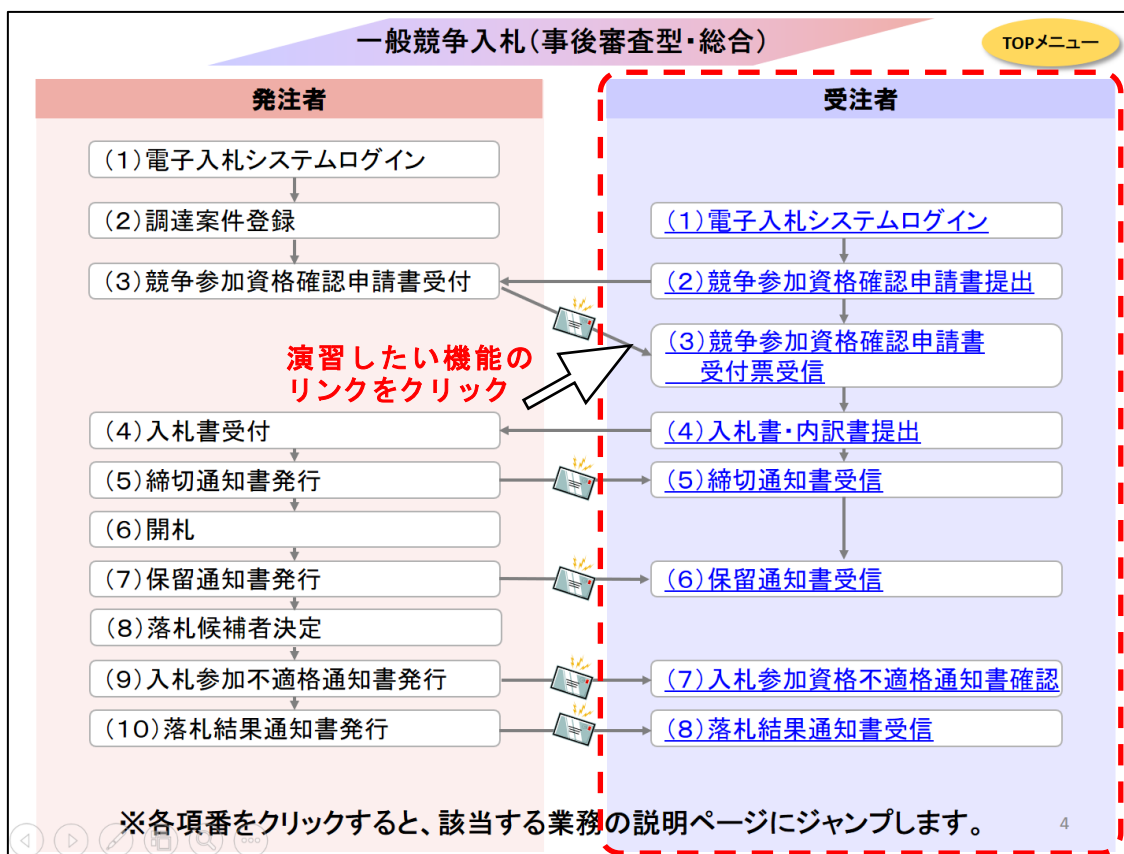 一般競争入札(事後審査型・総合)
TOPメニュー
発注者
(1)電子入札システムログイン
(2)調達案件登録
(3)競争参加資格確認申請書受付
(4)入札書受付
(5)締切通知書発行
(6)開札
(7)保留通知書発行
(8)落札候補者決定
(9)入札参加不適格通知書発行
(10)落札結果通知書発行
演習したい機能の
リンクをクリック
受注者
(1)電子入札システムログイン
(2)競争参加資格確認申請書提出
(3)競争参加資格確認申請書
受付票受信
(4)入札書・内訳書提出
(5)締切通知書受信
(6)保留通知書受信
(7)入札参加資格不適格通知書確認
(8)落札結果通知書受信
※各項番をクリックすると、該当する業務の説明ページにジャンプします。
4